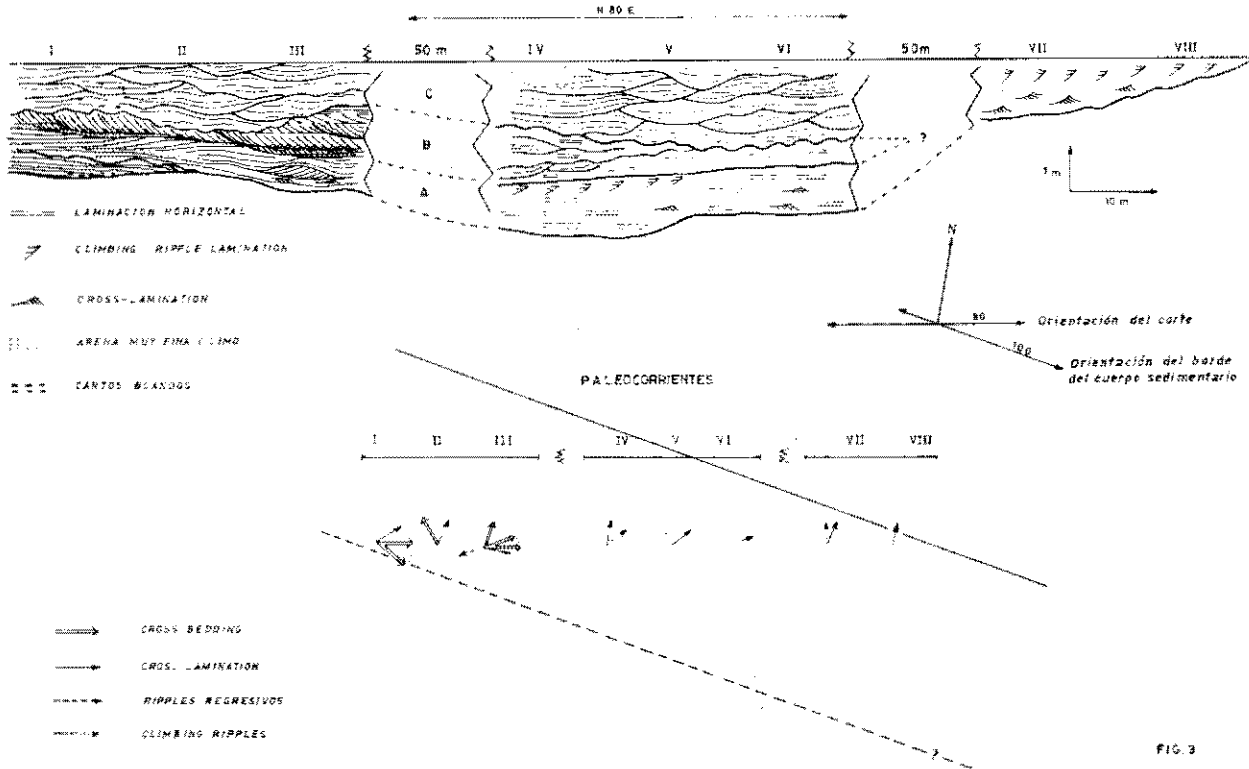 N 80 E
I II III 50 m IV V VI 50m VII VIII
C
B
A
?
1 m
10 m
LAMINACION HORIZONTAL
CLIMBING RIPPLE LAMINATION
CROSS-LAMINATION
ARENA MUY FINA
CANTOS BLANDOS
N
80
Orientación del corte
100
Orientación del borde
del cuerpo sedimentario
PALEOCORRIENTES
I II III IV V VI VII VIII
CROSS BEDDING
CROSS LAMINATION
RIPPLES REGRESIVOS
CLIMBING RIPPLES
?
FIG.3